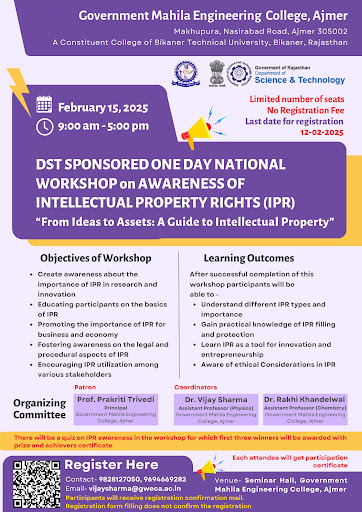 Government Mahila Engineering College, Ajmer
Makhupura, Nasirabad Road, Ajmer 305002
A Constituent College of Bikaner Technical University, Bikaner, Rajasthan
Government of Rajasthan
Department of
Science & Technology
February 15, 2025
9:00 am - 5:00 pm
Limited number of seats
No Registration Fee
Last date for registration
12-02-2025
DST SPONSORED ONE DAY NATIONAL
WORKSHOP on AWARENESS OF
INTELLECTUAL PROPERTY RIGHTS (IPR)
“From Ideas to Assets: A Guide to Intellectual Property”
Objectives of Workshop
• Create awareness about the
importance of IPR in research and
innovation
• Educating participants on the basics
of IPR
• Promoting the importance of IPR for
business and economy
• Fostering awareness on the legal and
procedural aspects of IPR
• Encouraging IPR utilization among
various stakeholders
Learning Outcomes
After successful completion of this
workshop participants will be
able to -
• Understand different IPR types and
importance
• Gain practical knowledge of IPR filling
and protection
• Learn IPR as a tool for innovation and
entrepreneurship
• Aware of ethical Considerations in IPR
Organizing
Committee
Patron
Prof. Prakriti Trivedi
Principal
Government Mahila Engineering
College, Ajmer
Coordinators
Dr. Vijay Sharma
Assistant Professor (Physics)
Government Mahila Engineering
College, Ajmer
Dr. Rakhi Khandelwal
Assistant Professor (Chemistry)
Government Mahila Engineering
College, Ajmer
There will be a quiz on IPR awareness in the workshop for which first three winners will be awarded with
prize and achievers certificate
Register Here
Contact- 9828127050, 9694669282
Email- vijaysharma@gweca.ac.in
Participants will receive registration confirmation mail.
Registration form filling does not confirm the registration
Each attendee will get participation
certificate
Venue- Seminar Hall, Government
Mahila Engineering College, Ajmer